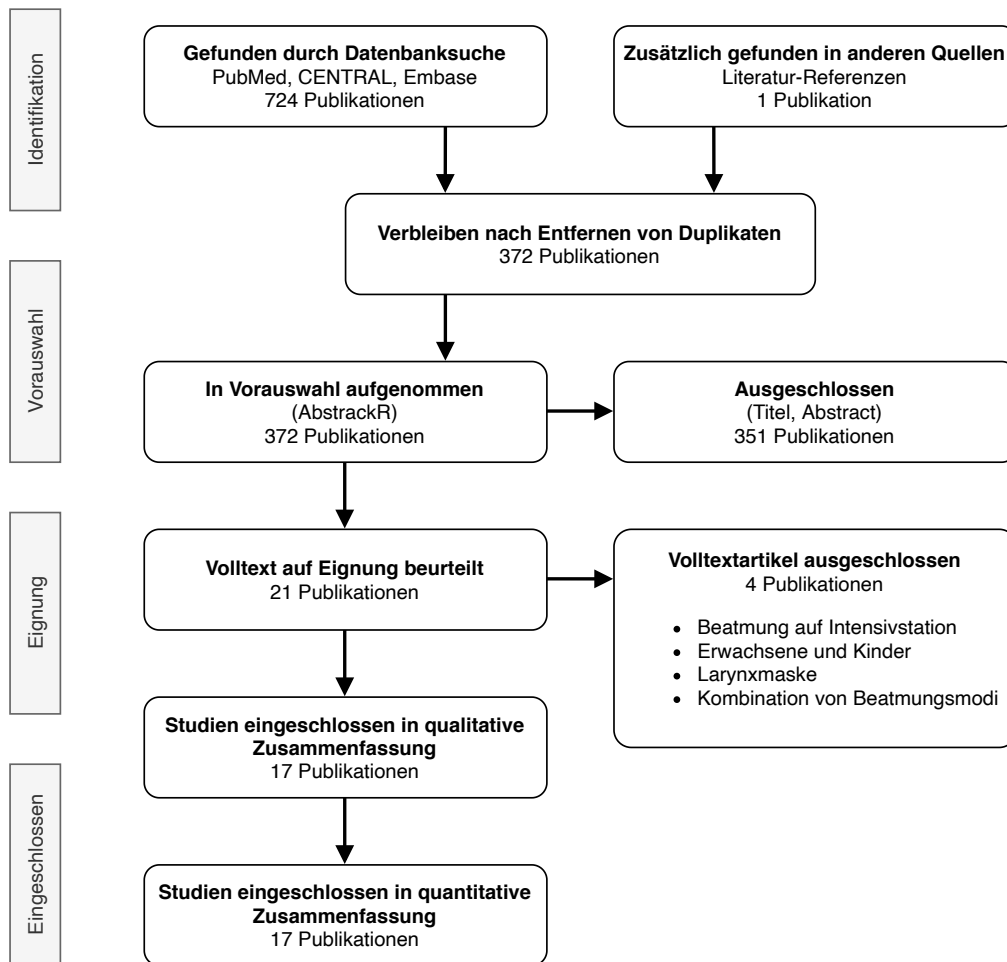 Identifikation
Gefunden durch Datenbanksuche
PubMed, CENTRAL, Embase
724 Publikationen
Zusätzlich gefunden in anderen Quellen
Literatur-Referenzen
1 Publikation
Verbleiben nach Entfernen von Duplikaten
372 Publikationen
Vorauswahl
In Vorauswahl aufgenommen
(AbstrackR)
372 Publikationen
Ausgeschlossen
(Titel, Abstract)
351 Publikationen
Eignung
Volltext auf Eignung beurteilt
21 Publikationen
Volltextartikel ausgeschlossen
4 Publikationen
• Beatmung auf Intensivstation
• Erwachsene und Kinder
• Larynxmaske
• Kombination von Beatmungsmodi
Studien eingeschlossen in qualitative
Zusammenfassung
17 Publikationen
Eingeschlossen
Studien eingeschlossen in quantitative
Zusammenfassung
17 Publikationen